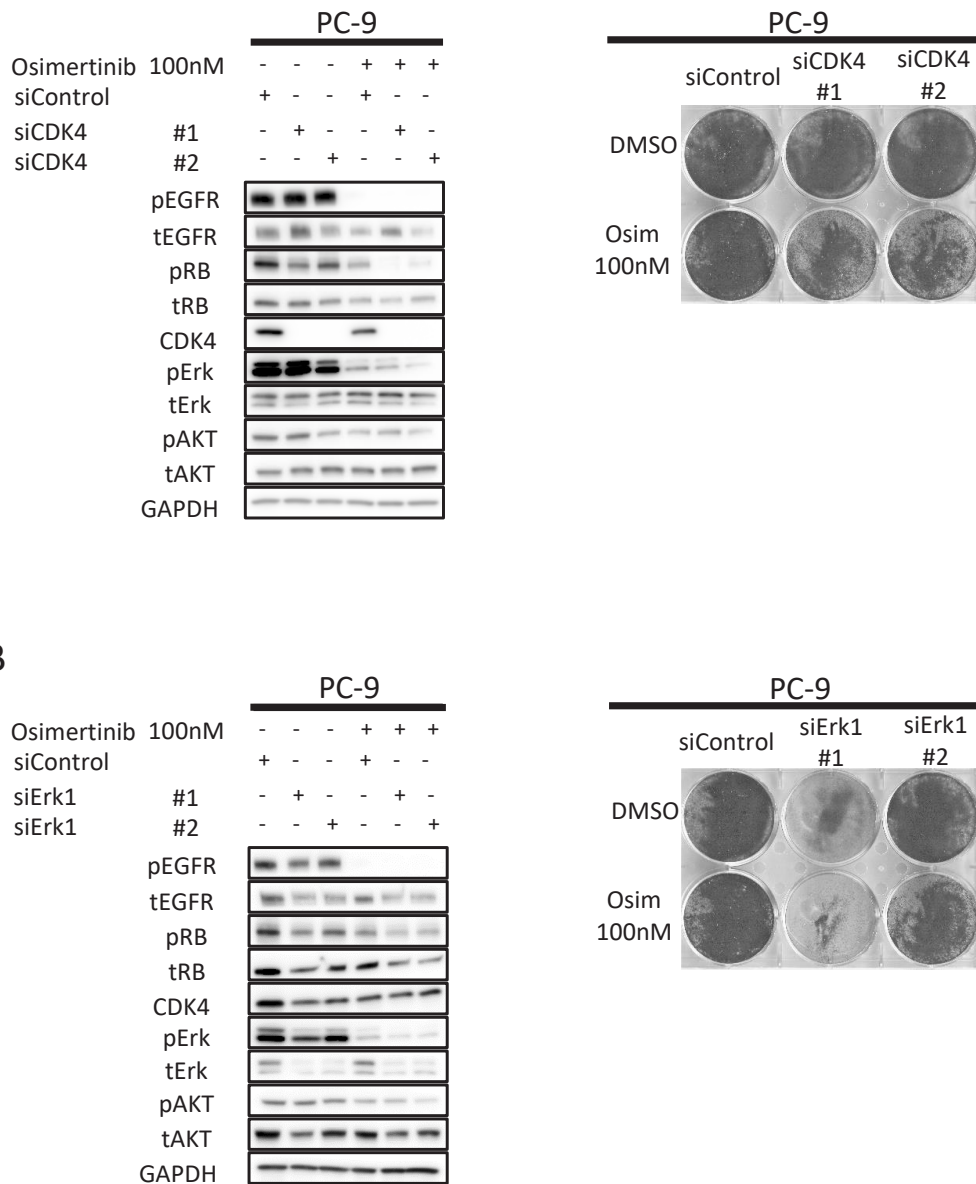 PC-9
Osimertinib 100nM - - - + + +
siControl + - - + - -
siCDK4 #1 - + - - + -
siCDK4 #2 - - + - - +
pEGFR
tEGFR
pRB
tRB
CDK4
pErk
tErk
pAKT
tAKT
GAPDH
PC-9
siControl siCDK4 #1 siCDK4 #2
DMSO
Osim
100nM
B
PC-9
Osimertinib 100nM - - - + + +
siControl + - - + - -
siErk1 #1 - + - - + -
siErk1 #2 - - + - - +
pEGFR
tEGFR
pRB
tRB
CDK4
pErk
tErk
pAKT
tAKT
GAPDH
PC-9
siControl siErk1 #1 siErk1 #2
DMSO
Osim
100nM